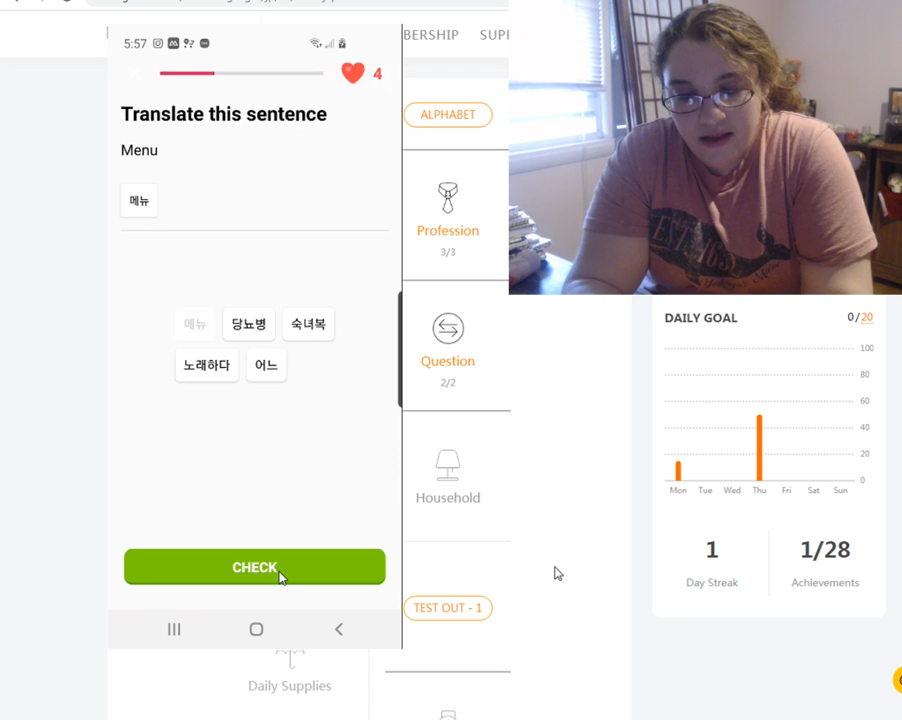 5:57
4
Translate this sentence
Menu
메뉴
메뉴 당뇨병 숙녀복
노래하다 어느
CHECK
ALPHABET
Profession
3/3
Question
2/2
Household
TEST OUT - 1
Daily Supplies
DAILY GOAL 0/20
100
80
60
40
20
0
Mon Tue Wed Thu Fri Sat Sun
1 1/28
Day Streak Achievements